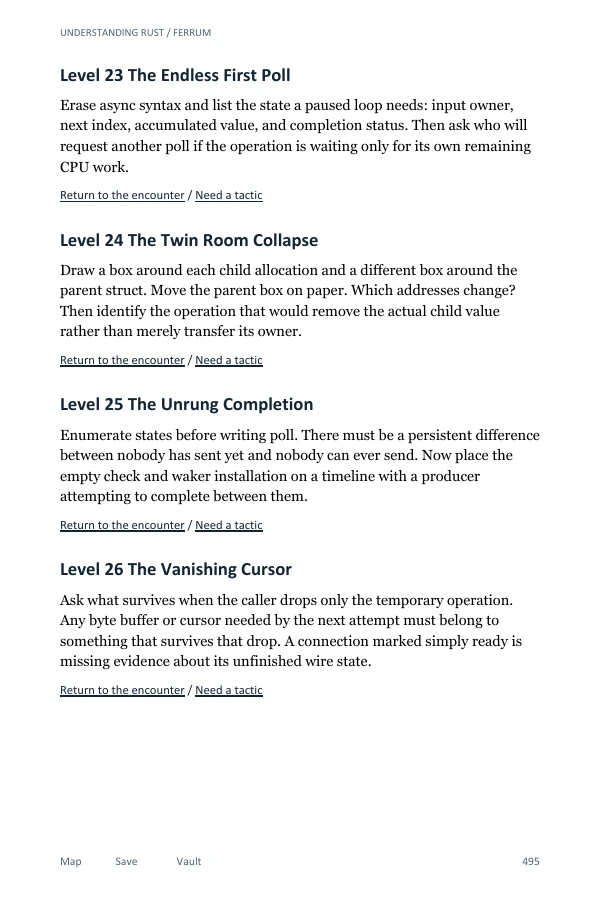 UNDERSTANDING RUST / FERRUM
Level 23 The Endless First Poll
Erase async syntax and list the state a paused loop needs: input owner,
next index, accumulated value, and completion status. Then ask who will
request another poll if the operation is waiting only for its own remaining
CPU work.
Return to the encounter / Need a tactic
Level 24 The Twin Room Collapse
Draw a box around each child allocation and a different box around the
parent struct. Move the parent box on paper. Which addresses change?
Then identify the operation that would remove the actual child value
rather than merely transfer its owner.
Return to the encounter / Need a tactic
Level 25 The Unrung Completion
Enumerate states before writing poll. There must be a persistent difference
between nobody has sent yet and nobody can ever send. Now place the
empty check and waker installation on a timeline with a producer
attempting to complete between them.
Return to the encounter / Need a tactic
Level 26 The Vanishing Cursor
Ask what survives when the caller drops only the temporary operation.
Any byte buffer or cursor needed by the next attempt must belong to
something that survives that drop. A connection marked simply ready is
missing evidence about its unfinished wire state.
Return to the encounter / Need a tactic
Map Save Vault 495